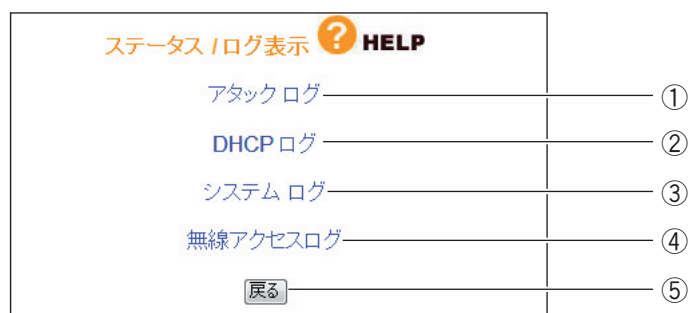 ステータス / ログ表示 ? HELP
アタック ログ ①
DHCP ログ ②
システム ログ ③
無線アクセスログ ④
戻る ⑤